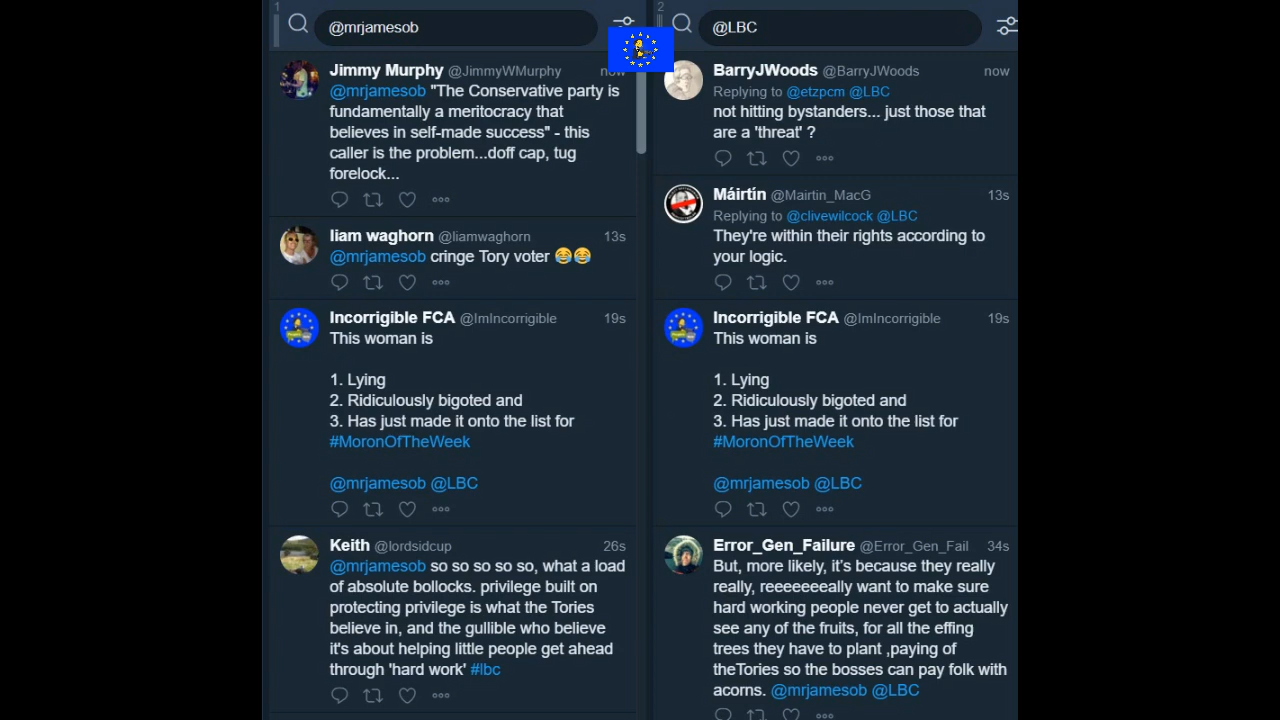 1
@mrjamesob
Jimmy Murphy @JimmyWMurphy now
@mrjamesob "The Conservative party is
fundamentally a meritocracy that
believes in self-made success" - this
caller is the problem...doff cap, tug
forelock...
liam waghorn @liamwaghorn 13s
@mrjamesob cringe Tory voter 😂😂
Incorrigible FCA @ImIncorrigible 19s
This woman is
1. Lying
2. Ridiculously bigoted and
3. Has just made it onto the list for
#MoronOfTheWeek
@mrjamesob @LBC
Keith @lordsidcup 26s
@mrjamesob so so so so so, what a load
of absolute bollocks. privilege built on
protecting privilege is what the Tories
believe in, and the gullible who believe
it's about helping little people get ahead
through 'hard work' #lbc
2
@LBC
BarryJWoods @BarryJWoods now
Replying to @etzpcm @LBC
not hitting bystanders... just those that
are a 'threat' ?
Máirtín @Mairtin_MacG 13s
Replying to @clivewilcock @LBC
They're within their rights according to
your logic.
Incorrigible FCA @ImIncorrigible 19s
This woman is
1. Lying
2. Ridiculously bigoted and
3. Has just made it onto the list for
#MoronOfTheWeek
@mrjamesob @LBC
Error_Gen_Failure @Error_Gen_Fail 34s
But, more likely, it's because they really
really, reeeeeeeally want to make sure
hard working people never get to actually
see any of the fruits, for all the effing
trees they have to plant ,paying of
theTories so the bosses can pay folk with
acorns. @mrjamesob @LBC